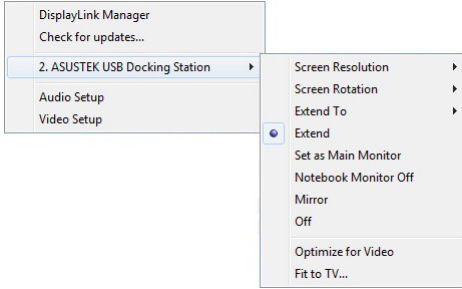 DisplayLink Manager
Check for updates...
2. ASUSTEK USB Docking Station
Audio Setup
Video Setup
Screen Resolution
Screen Rotation
Extend To
Extend
Set as Main Monitor
Notebook Monitor Off
Mirror
Off
Optimize for Video
Fit to TV...